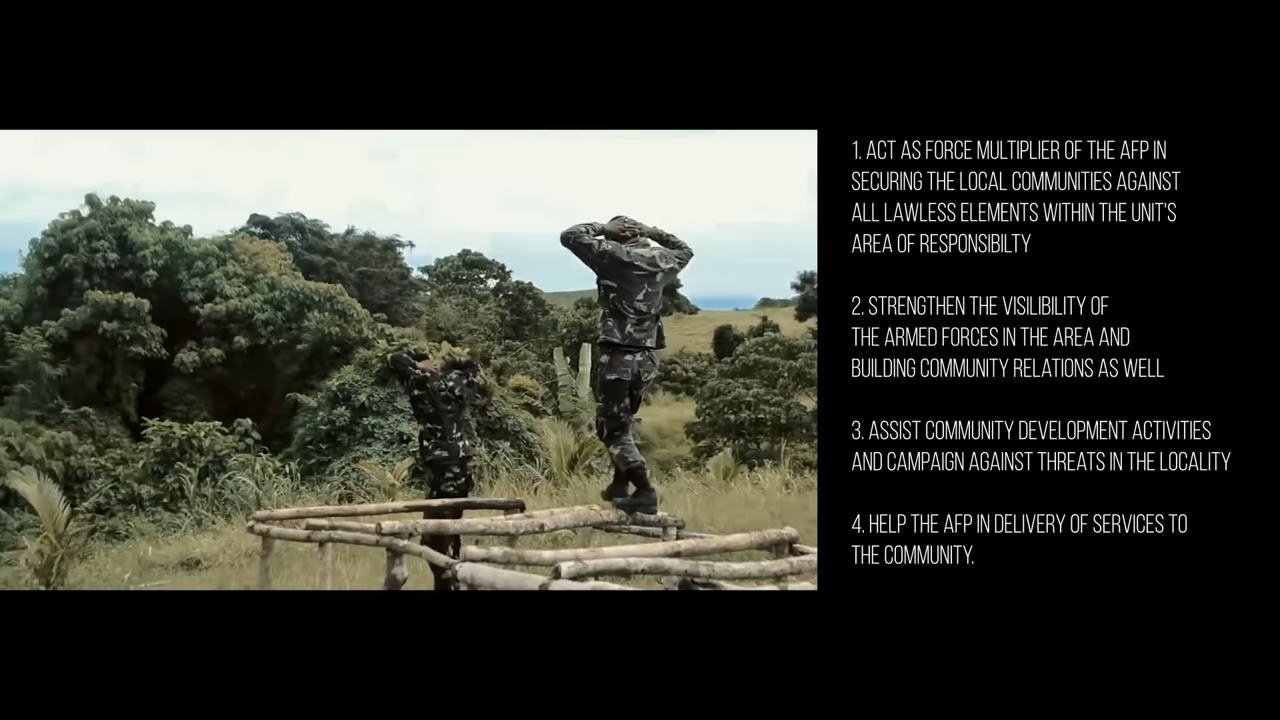 1. ACT AS FORCE MULTIPLIER OF THE AFP IN
SECURING THE LOCAL COMMUNITIES AGAINST
ALL LAWLESS ELEMENTS WITHIN THE UNIT'S
AREA OF RESPONSIBILTY
2. STRENGTHEN THE VISILIBILITY OF
THE ARMED FORCES IN THE AREA AND
BUILDING COMMUNITY RELATIONS AS WELL
3. ASSIST COMMUNITY DEVELOPMENT ACTIVITIES
AND CAMPAIGN AGAINST THREATS IN THE LOCALITY
4. HELP THE AFP IN DELIVERY OF SERVICES TO
THE COMMUNITY.